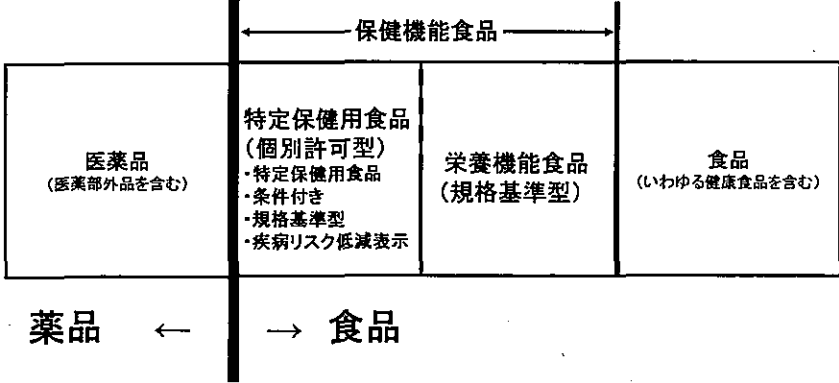 保健機能食品
医薬品
(医薬部外品を含む)
特定保健用食品
(個別許可型)
・特定保健用食品
・条件付き
・規格基準型
・疾病リスク低減表示
栄養機能食品
(規格基準型)
食品
(いわゆる健康食品を含む)
薬品 ← → 食品